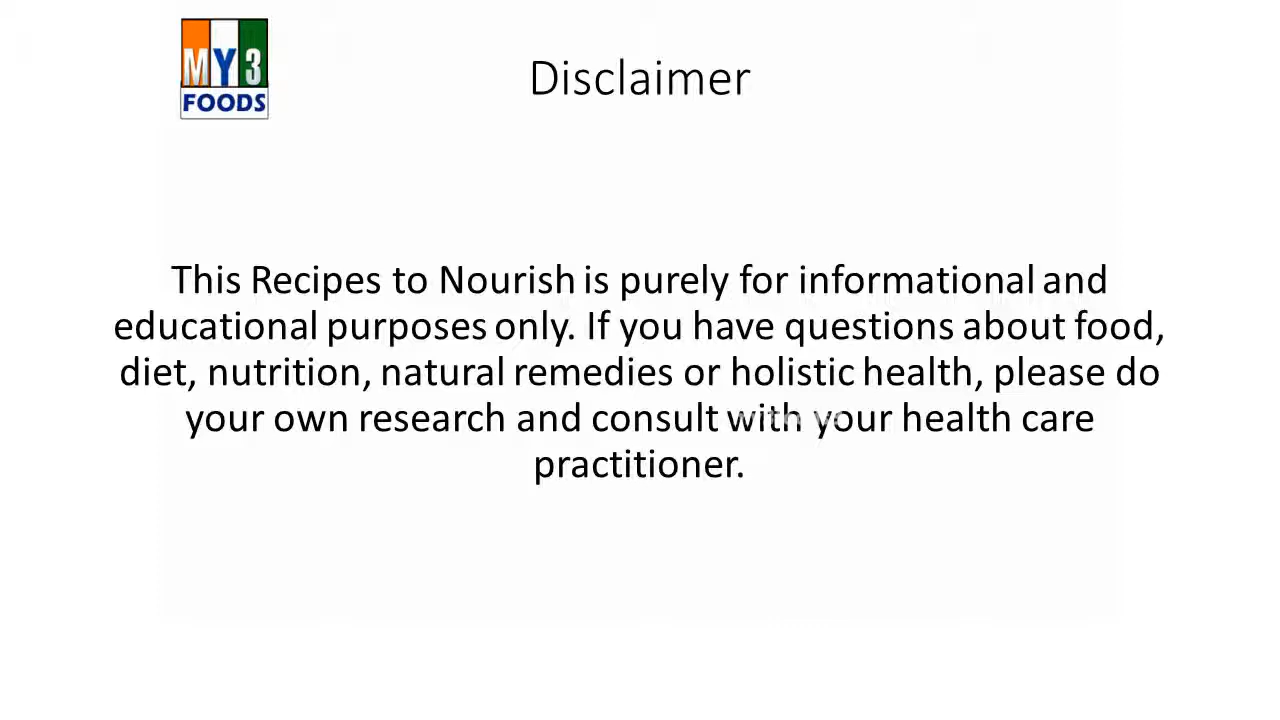 MY3
FOODS
Disclaimer
This Recipes to Nourish is purely for informational and
educational purposes only. If you have questions about food,
diet, nutrition, natural remedies or holistic health, please do
your own research and consult with your health care
practitioner.